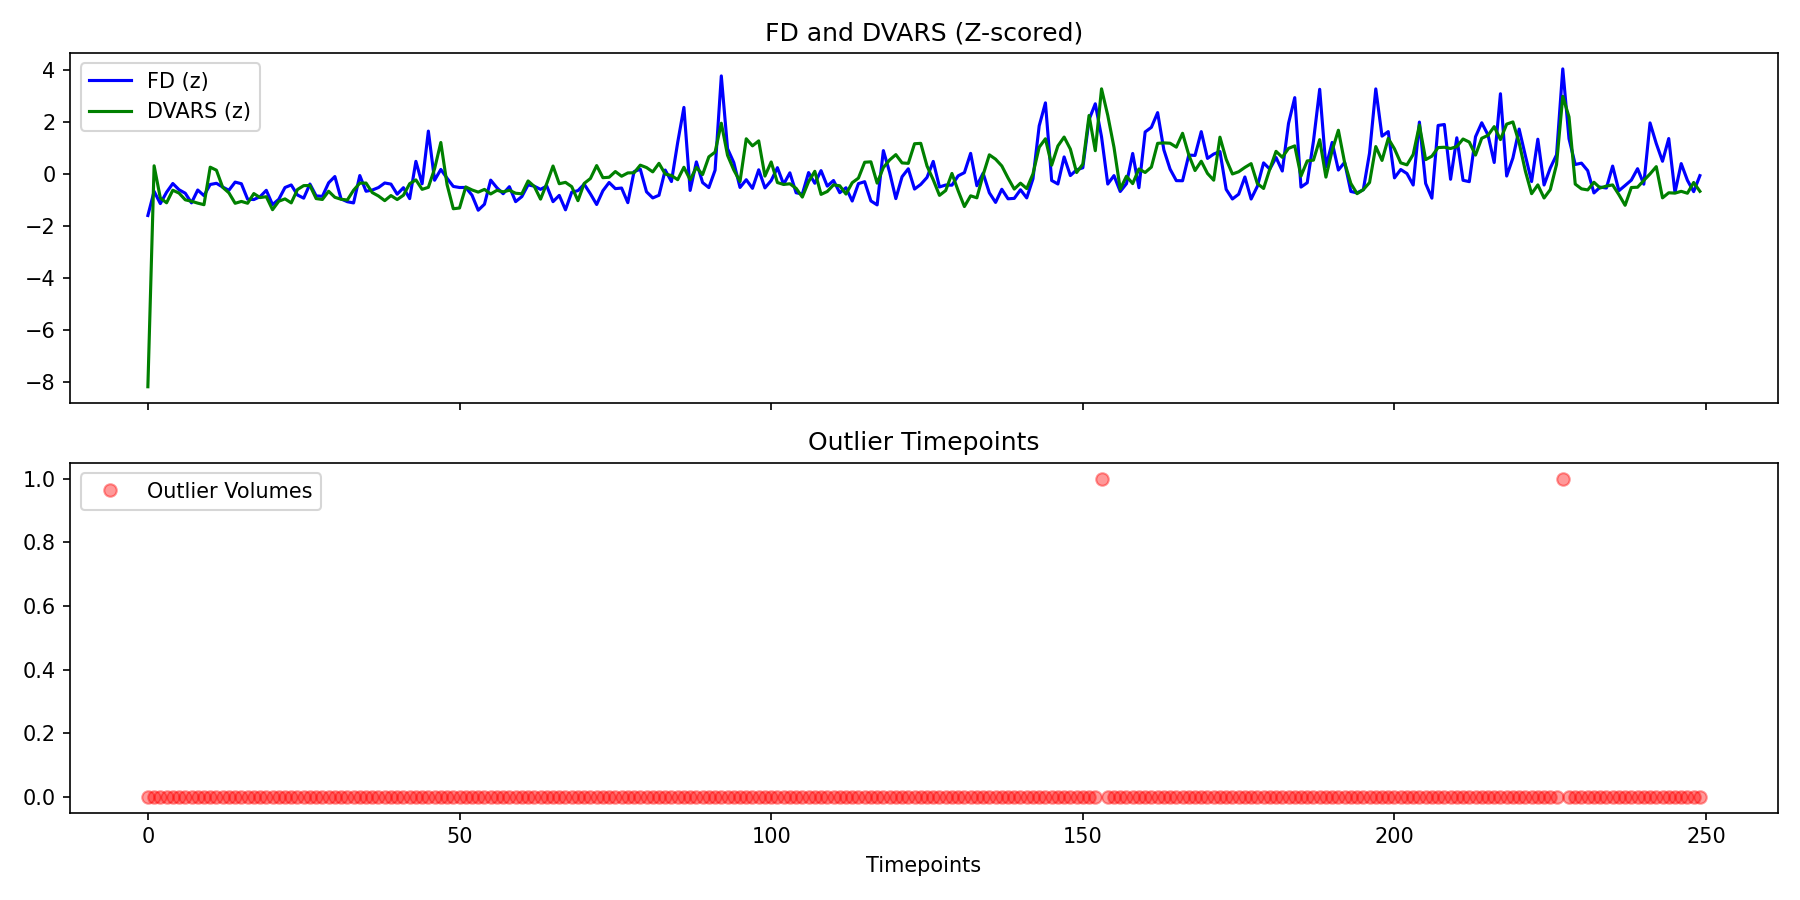 FD and DVARS (Z-scored)
FD (z)
DVARS (z)
4
2
0
−2
−4
−6
−8
Outlier Timepoints
Outlier Volumes
1.0
0.8
0.6
0.4
0.2
0.0
0 50 100 150 200 250
Timepoints